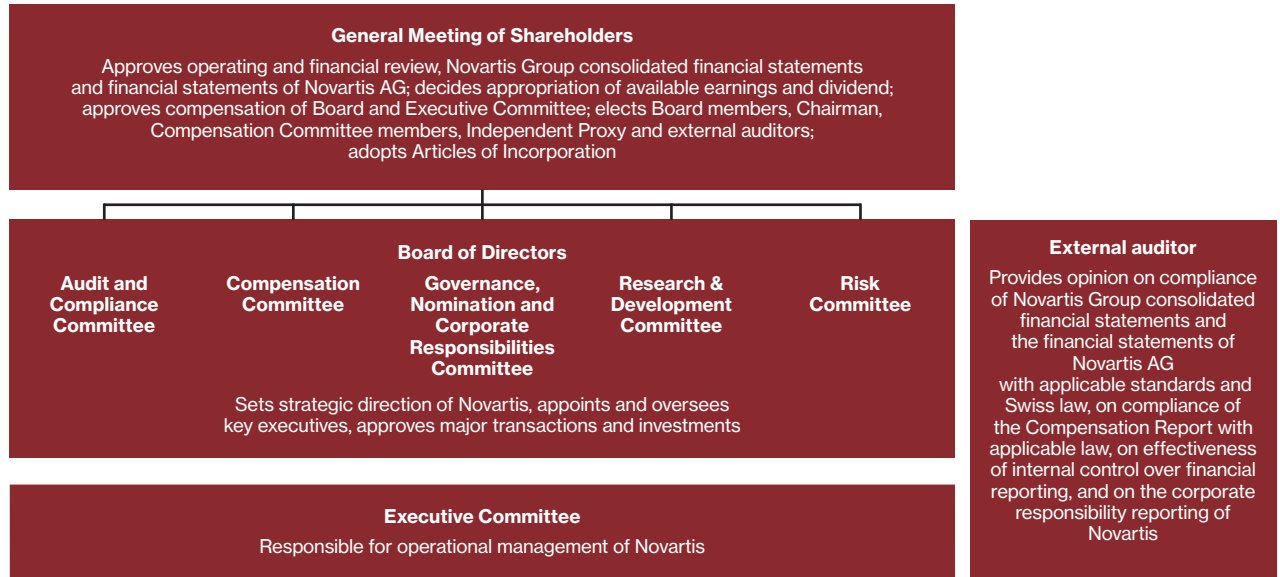 General Meeting of Shareholders
Approves operating and financial review, Novartis Group consolidated financial statements
and financial statements of Novartis AG; decides appropriation of available earnings and dividend;
approves compensation of Board and Executive Committee; elects Board members, Chairman,
Compensation Committee members, Independent Proxy and external auditors;
adopts Articles of Incorporation
Board of Directors
Audit and
Compliance
Committee
Compensation
Committee
Governance,
Nomination and
Corporate
Responsibilities
Committee
Research &
Development
Committee
Risk
Committee
Sets strategic direction of Novartis, appoints and oversees
key executives, approves major transactions and investments
External auditor
Provides opinion on compliance
of Novartis Group consolidated
financial statements and
the financial statements of
Novartis AG
with applicable standards and
Swiss law, on compliance of
the Compensation Report with
applicable law, on effectiveness
of internal control over financial
reporting, and on the corporate
responsibility reporting of
Novartis
Executive Committee
Responsible for operational management of Novartis